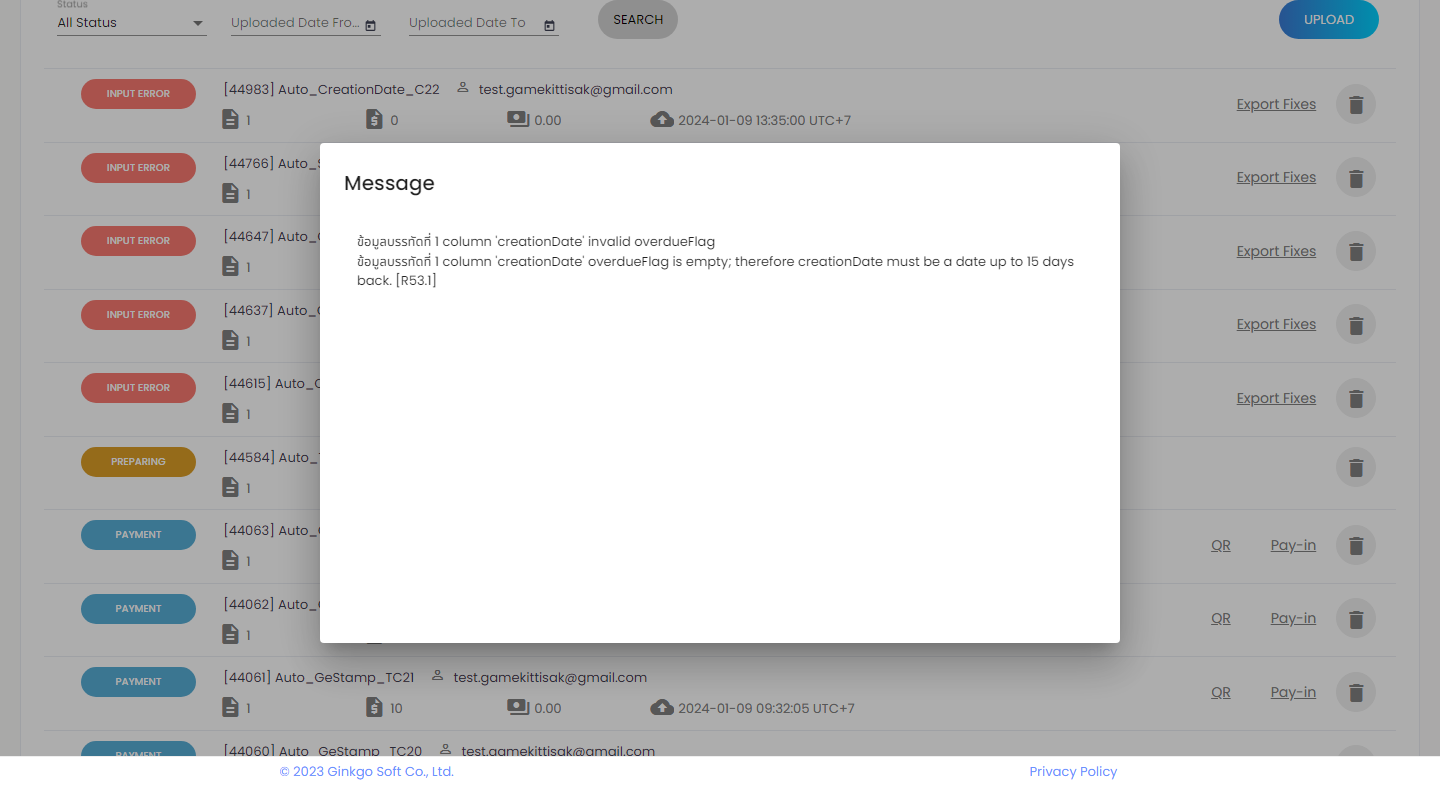 Status
All Status
Uploaded Date Fro...
Uploaded Date To
SEARCH
UPLOAD
INPUT ERROR
[44983] Auto_CreationDate_C22
test.gamekittisak@gmail.com
1
0
0.00
2024-01-09 13:35:00 UTC+7
Export Fixes
INPUT ERROR
[44766] Auto_
1
Export Fixes
Message
ข้อมูลบรรทัดที่ 1 column 'creationDate' invalid overdueFlag
ข้อมูลบรรทัดที่ 1 column 'creationDate' overdueFlag is empty; therefore creationDate must be a date up to 15 days
back. [R53.1]
INPUT ERROR
[44647] Auto_
1
Export Fixes
INPUT ERROR
[44637] Auto_
1
Export Fixes
INPUT ERROR
[44615] Auto_
1
Export Fixes
PREPARING
[44584] Auto_
1
PAYMENT
[44063] Auto_
1
QR
Pay-in
PAYMENT
[44062] Auto_
1
QR
Pay-in
PAYMENT
[44061] Auto_GeStamp_TC21
test.gamekittisak@gmail.com
1
10
0.00
2024-01-09 09:32:05 UTC+7
QR
Pay-in
PAYMENT
[44060] Auto_GeStamp_TC20
test.gamekittisak@gmail.com
© 2023 Ginkgo Soft Co., Ltd.
Privacy Policy